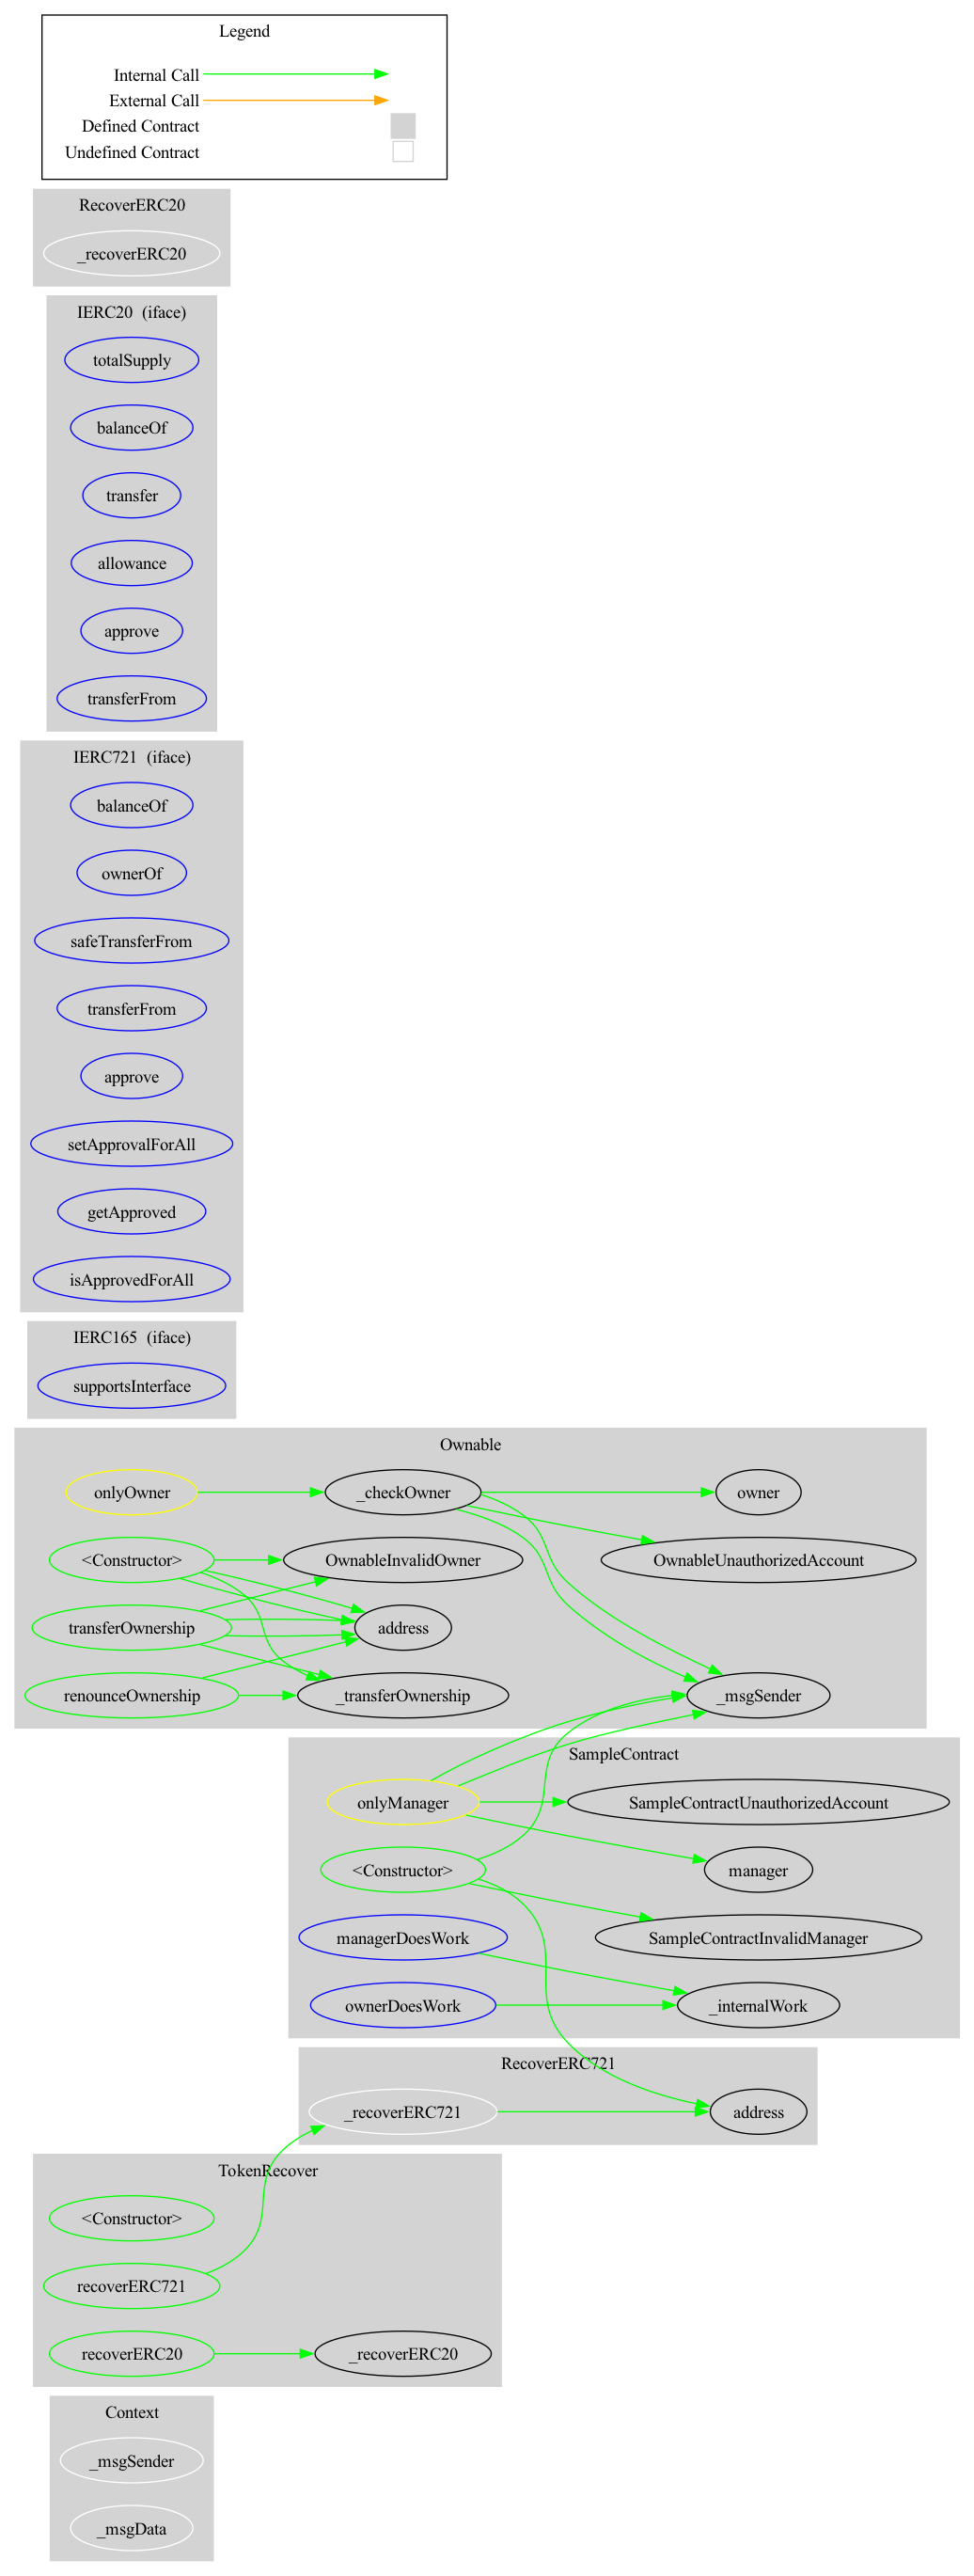 Legend
Internal Call
External Call
Defined Contract
Undefined Contract
RecoverERC20
_recoverERC20
IERC20 (iface)
totalSupply
balanceOf
transfer
allowance
approve
transferFrom
IERC721 (iface)
balanceOf
ownerOf
safeTransferFrom
transferFrom
approve
setApprovalForAll
getApproved
isApprovedForAll
IERC165 (iface)
supportsInterface
Ownable
onlyOwner
_checkOwner
owner
<Constructor>
OwnableInvalidOwner
OwnableUnauthorizedAccount
transferOwnership
address
renounceOwnership
_transferOwnership
_msgSender
SampleContract
onlyManager
SampleContractUnauthorizedAccount
<Constructor>
manager
managerDoesWork
SampleContractInvalidManager
ownerDoesWork
_internalWork
RecoverERC721
_recoverERC721
address
TokenRecover
<Constructor>
recoverERC721
recoverERC20
_recoverERC20
Context
_msgSender
_msgData